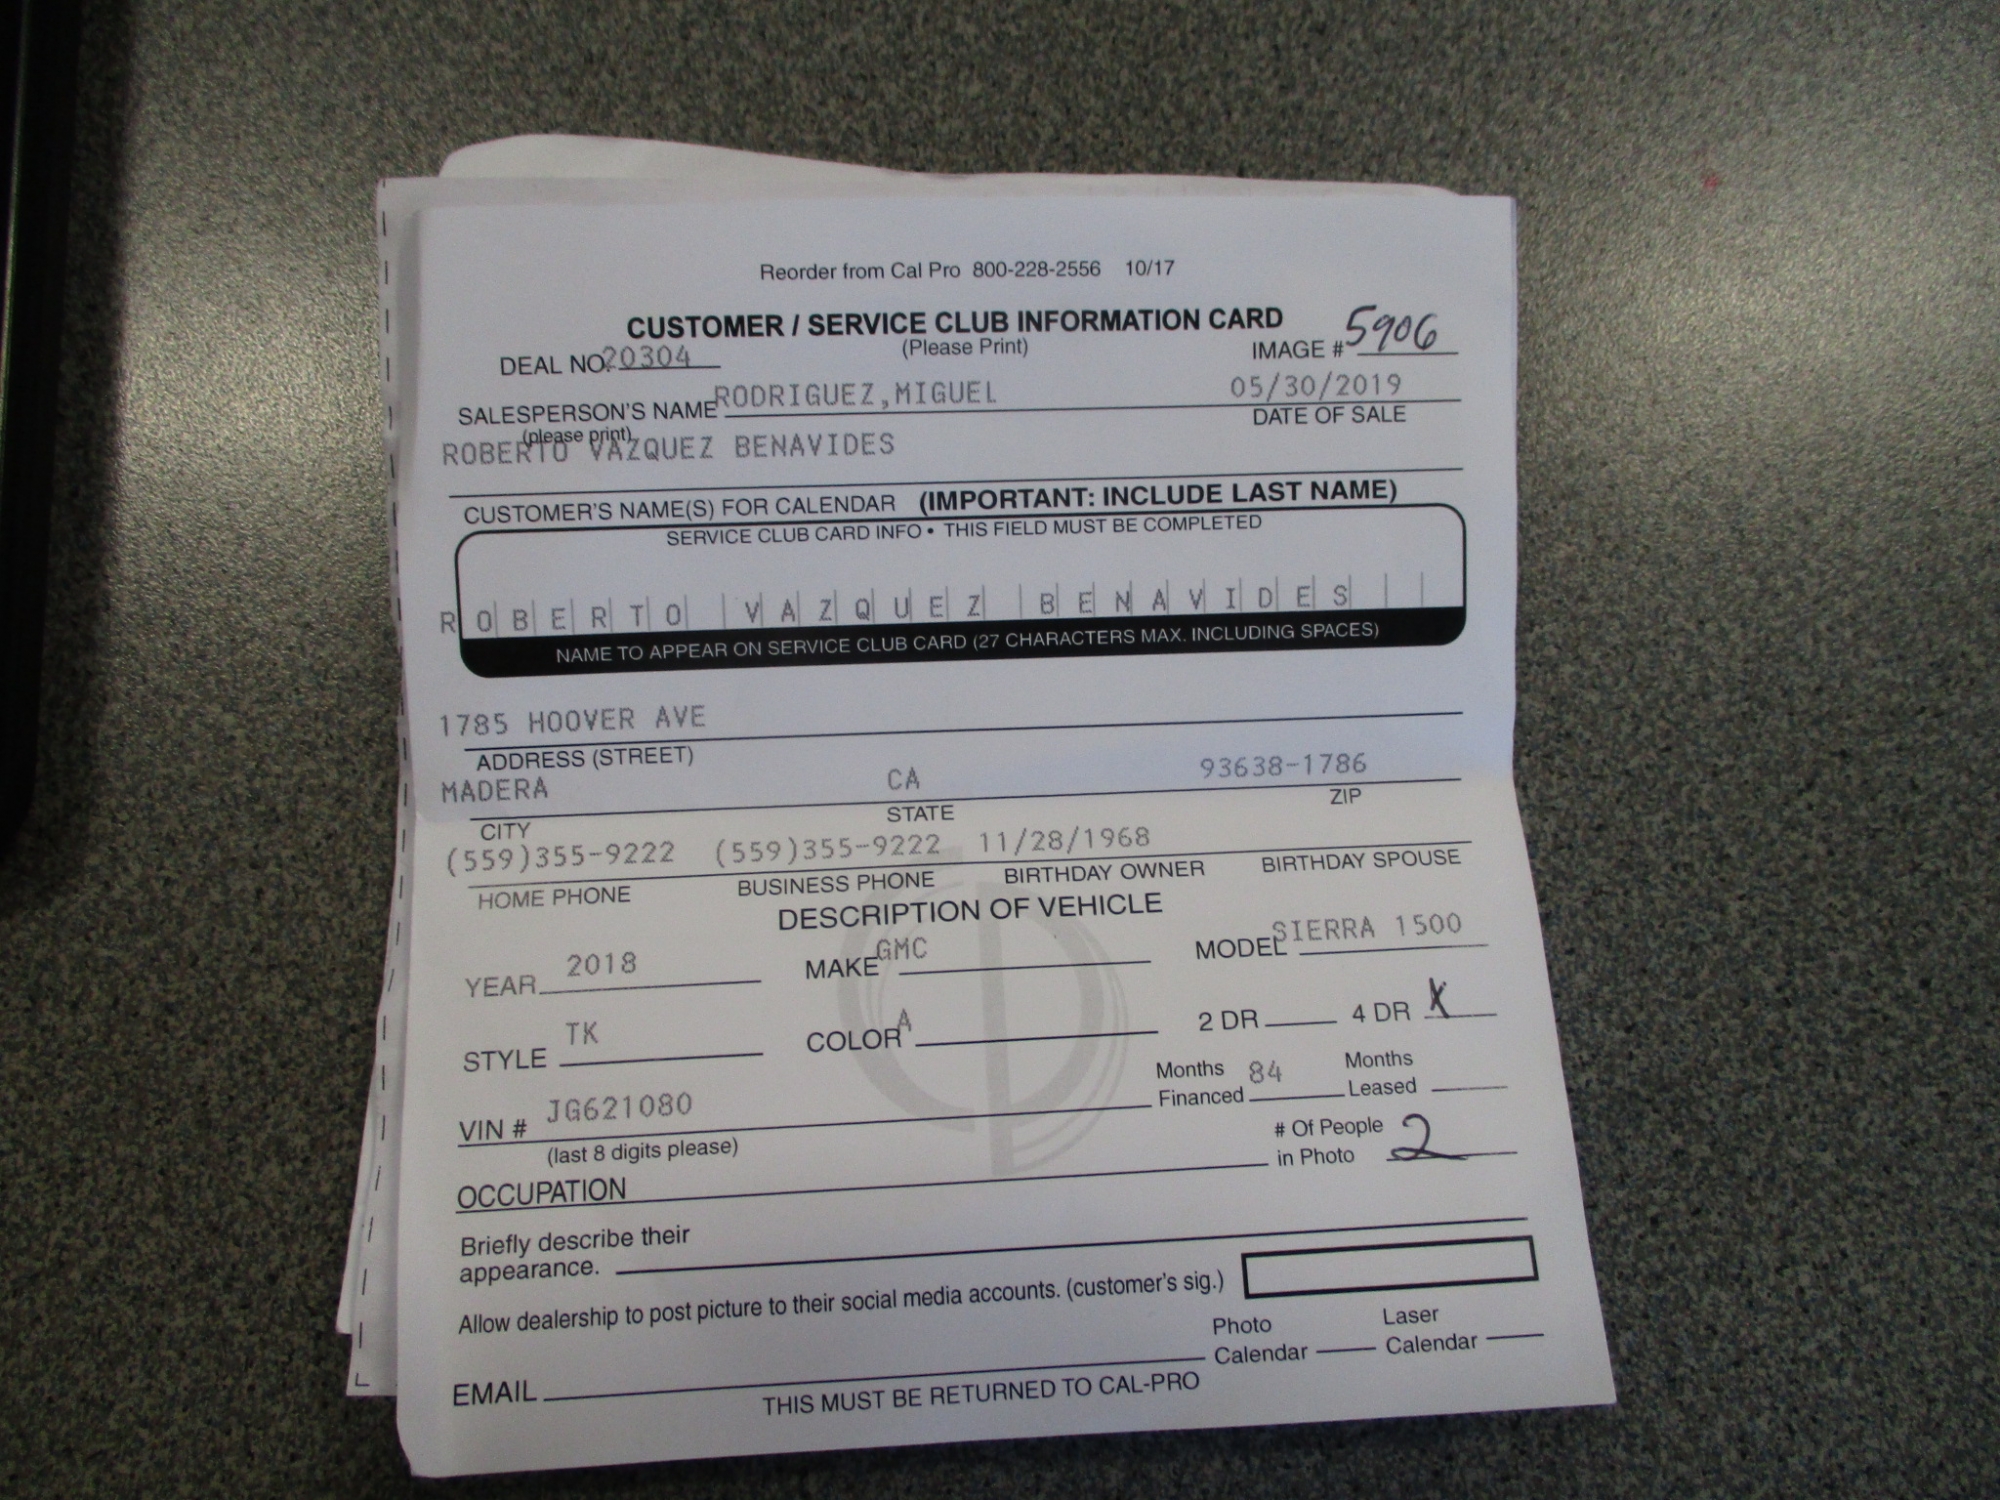 Reorder from Cal Pro 800-228-2556 10/17
CUSTOMER / SERVICE CLUB INFORMATION CARD
(Please Print)
DEAL NO. 20304 IMAGE # 5906
SALESPERSON'S NAME RODRIGUEZ,MIGUEL 05/30/2019
(please print) DATE OF SALE
ROBERTO VAZQUEZ BENAVIDES
CUSTOMER'S NAME(S) FOR CALENDAR (IMPORTANT: INCLUDE LAST NAME)
SERVICE CLUB CARD INFO • THIS FIELD MUST BE COMPLETED
ROBERTO VAZQUEZ BENAVIDES
NAME TO APPEAR ON SERVICE CLUB CARD (27 CHARACTERS MAX. INCLUDING SPACES)
1785 HOOVER AVE
ADDRESS (STREET)
MADERA CA 93638-1786
CITY STATE ZIP
(559)355-9222 (559)355-9222 11/28/1968
HOME PHONE BUSINESS PHONE BIRTHDAY OWNER BIRTHDAY SPOUSE
DESCRIPTION OF VEHICLE
YEAR 2018 MAKE GMC MODEL SIERRA 1500
STYLE TK COLOR A 2 DR 4 DR X
VIN # JG621080 Months Financed 84 Months Leased
(last 8 digits please)
OCCUPATION # Of People in Photo 2
Briefly describe their
appearance.
Allow dealership to post picture to their social media accounts. (customer's sig.)
EMAIL Photo Calendar Laser Calendar
THIS MUST BE RETURNED TO CAL-PRO